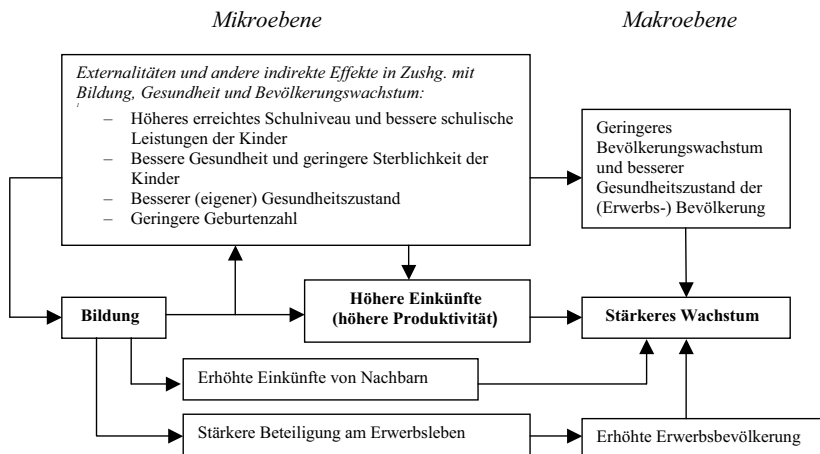 Mikroebene
Makroebene
Externalitäten und andere indirekte Effekte in Zushg. mit
Bildung, Gesundheit und Bevölkerungswachstum:
– Höheres erreichtes Schulniveau und bessere schulische
Leistungen der Kinder
– Bessere Gesundheit und geringere Sterblichkeit der
Kinder
– Besserer (eigener) Gesundheitszustand
– Geringere Geburtenzahl
Geringeres
Bevölkerungswachstum
und besserer
Gesundheitszustand der
(Erwerbs-) Bevölkerung
Bildung
Höhere Einkünfte
(höhere Produktivität)
Stärkeres Wachstum
Erhöhte Einkünfte von Nachbarn
Stärkere Beteiligung am Erwerbsleben
Erhöhte Erwerbsbevölkerung